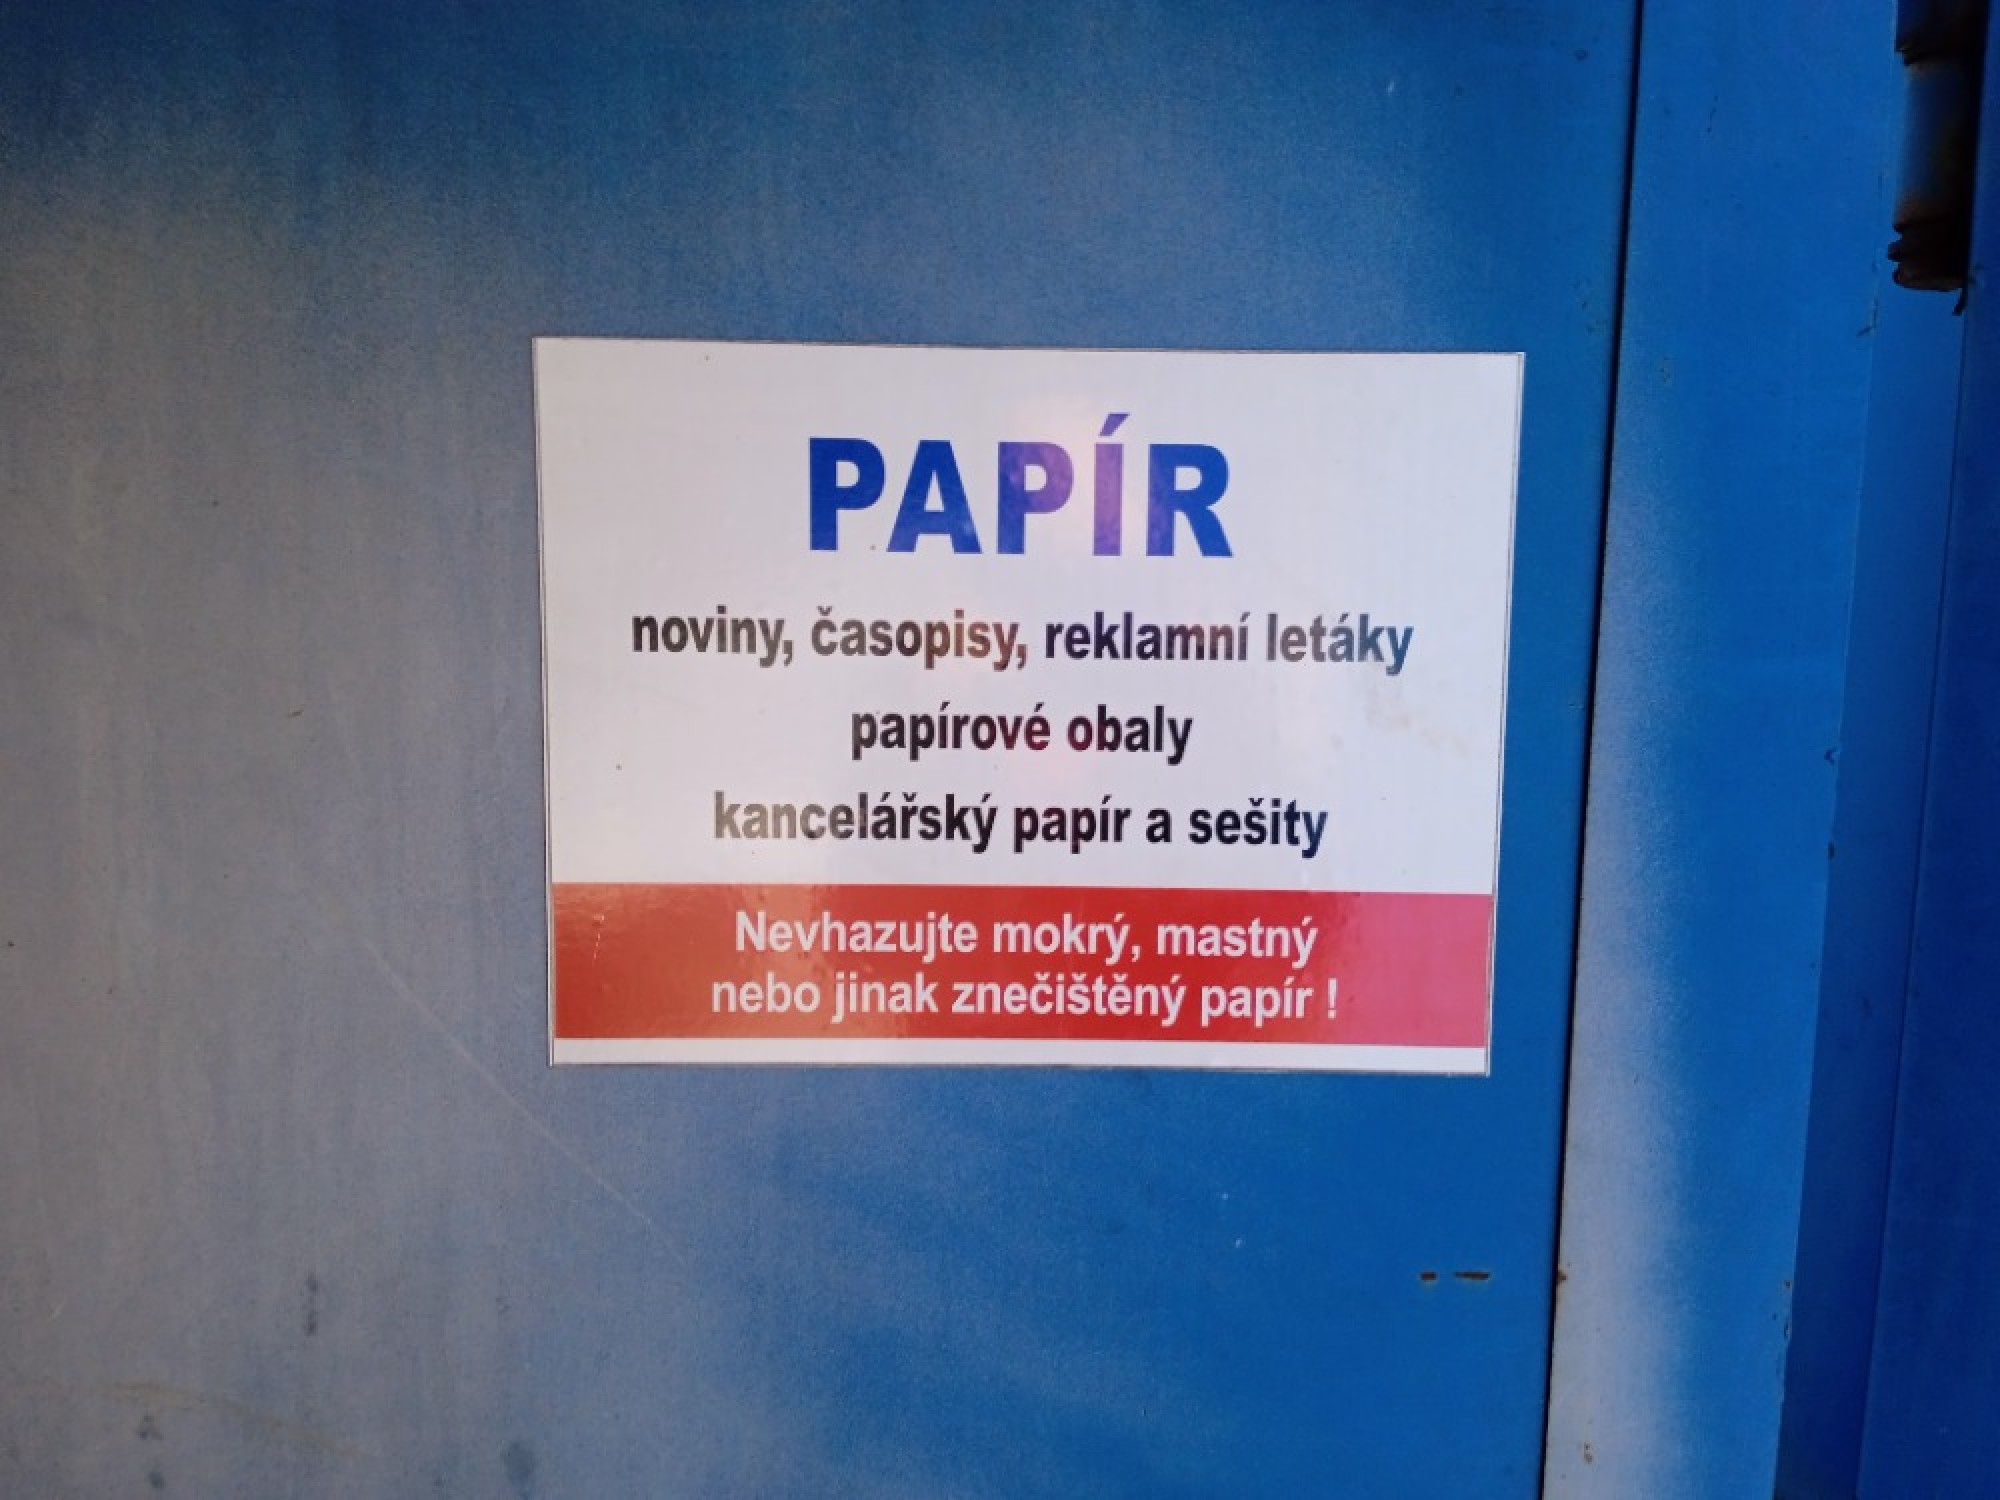 PAPÍR
noviny, časopisy, reklamní letáky
papírové obaly
kancelářský papír a sešity
Nevhazujte mokrý, mastný
nebo jinak znečištěný papír !